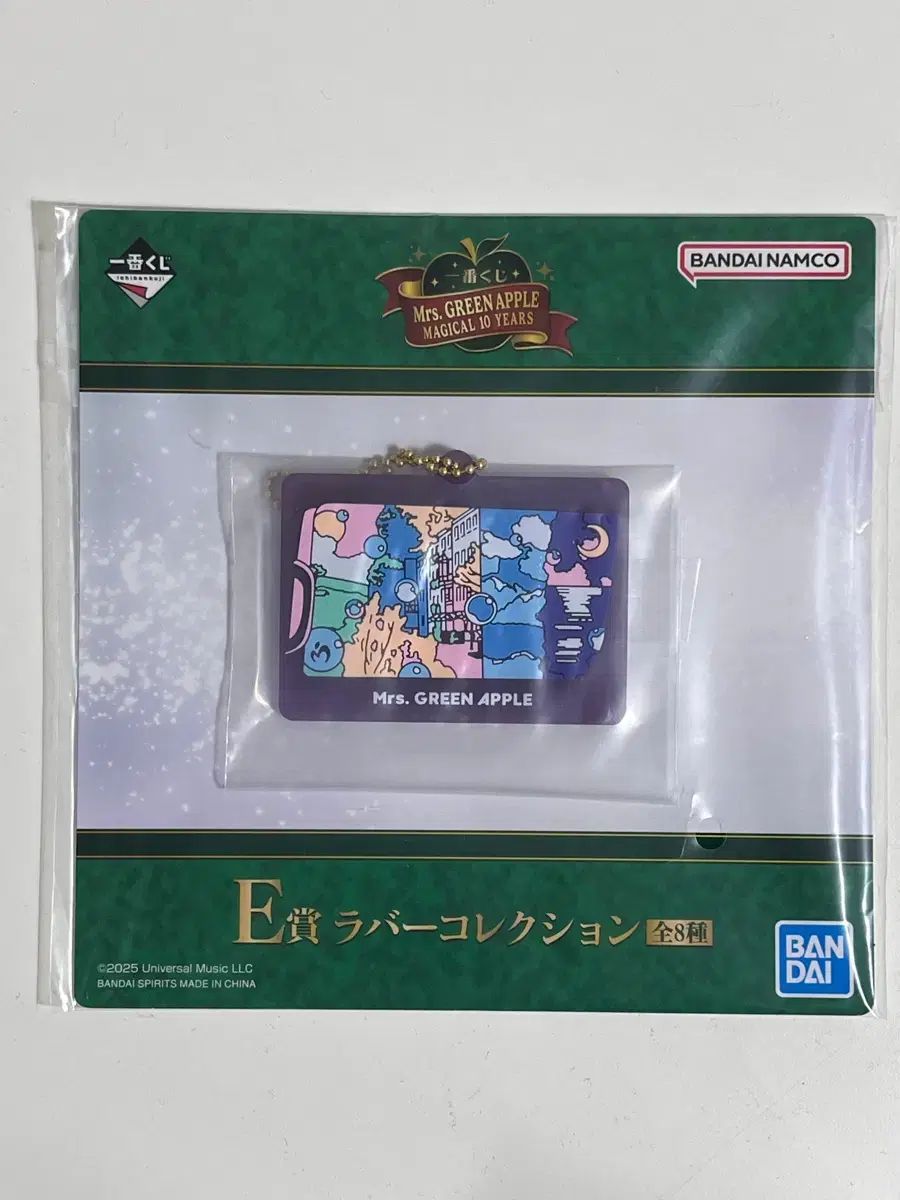 一番くじ
ichibankuji
一番くじ
Mrs. GREEN APPLE
MAGICAL 10 YEARS
BANDAI NAMCO
Mrs. GREEN APPLE
E賞 ラバーコレクション 全8種
©2025 Universal Music LLC
BANDAI SPIRITS MADE IN CHINA
BAN
DAI